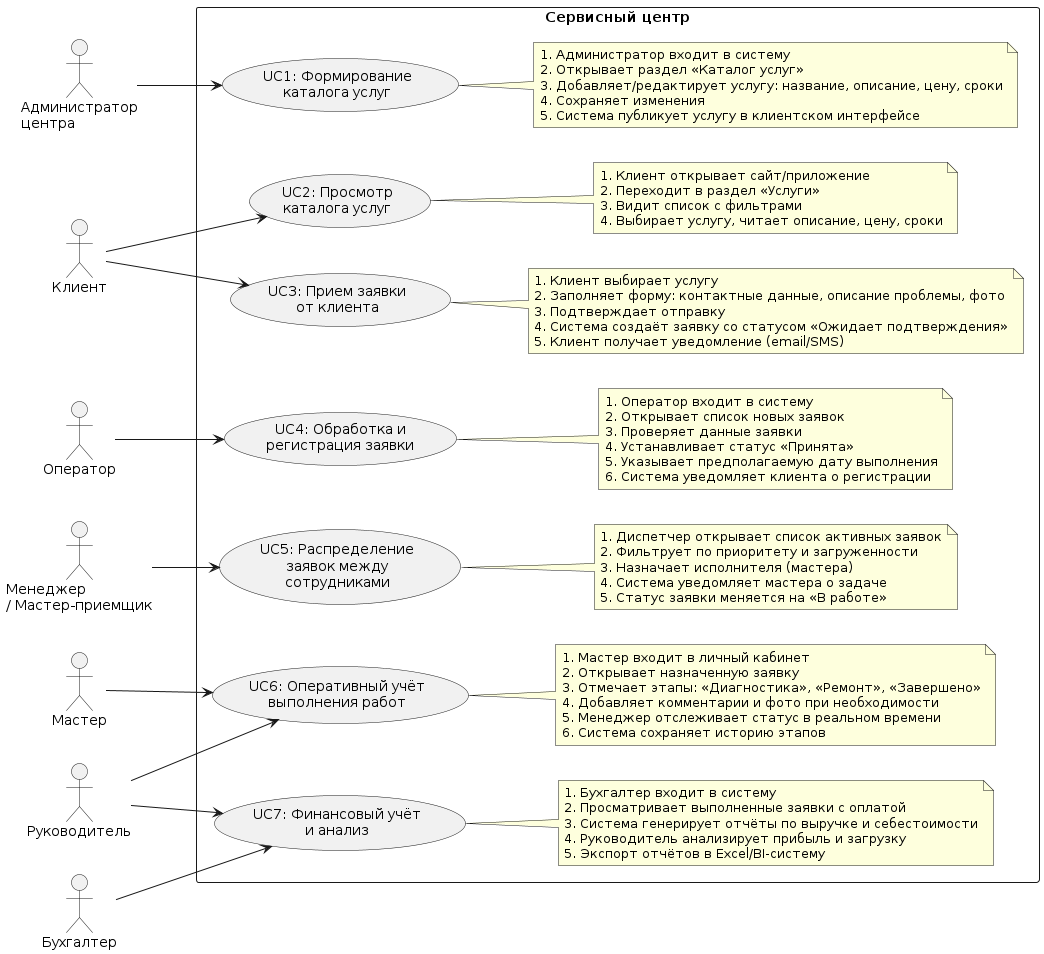 Сервисный центр
Администратор
центра
UC1: Формирование
каталога услуг
1. Администратор входит в систему
2. Открывает раздел «Каталог услуг»
3. Добавляет/редактирует услугу: название, описание, цену, сроки
4. Сохраняет изменения
5. Система публикует услугу в клиентском интерфейсе
Клиент
UC2: Просмотр
каталога услуг
1. Клиент открывает сайт/приложение
2. Переходит в раздел «Услуги»
3. Видит список с фильтрами
4. Выбирает услугу, читает описание, цену, сроки
UC3: Прием заявки
от клиента
1. Клиент выбирает услугу
2. Заполняет форму: контактные данные, описание проблемы, фото
3. Подтверждает отправку
4. Система создаёт заявку со статусом «Ожидает подтверждения»
5. Клиент получает уведомление (email/SMS)
Оператор
UC4: Обработка и
регистрация заявки
1. Оператор входит в систему
2. Открывает список новых заявок
3. Проверяет данные заявки
4. Устанавливает статус «Принята»
5. Указывает предполагаемую дату выполнения
6. Система уведомляет клиента о регистрации
Менеджер
/ Мастер-приемщик
UC5: Распределение
заявок между
сотрудниками
1. Диспетчер открывает список активных заявок
2. Фильтрует по приоритету и загруженности
3. Назначает исполнителя (мастера)
4. Система уведомляет мастера о задаче
5. Статус заявки меняется на «В работе»
Мастер
UC6: Оперативный учёт
выполнения работ
1. Мастер входит в личный кабинет
2. Открывает назначенную заявку
3. Отмечает этапы: «Диагностика», «Ремонт», «Завершено»
4. Добавляет комментарии и фото при необходимости
5. Менеджер отслеживает статус в реальном времени
6. Система сохраняет историю этапов
Руководитель
UC7: Финансовый учёт
и анализ
1. Бухгалтер входит в систему
2. Просматривает выполненные заявки с оплатой
3. Система генерирует отчёты по выручке и себестоимости
4. Руководитель анализирует прибыль и загрузку
5. Экспорт отчётов в Excel/BI-систему
Бухгалтер